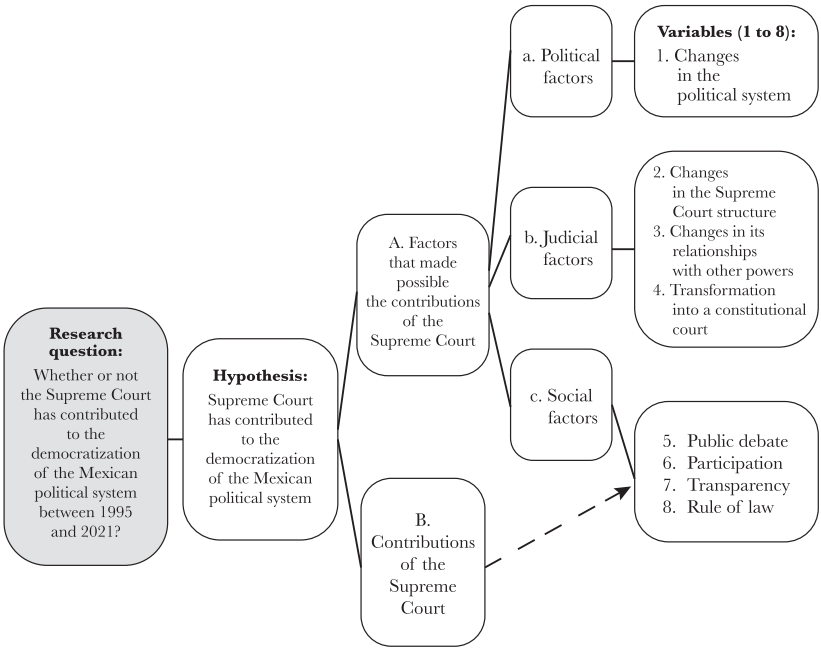 Research
question:
Whether or not
the Supreme Court
has contributed
to the
democratization
of the Mexican
political system
between 1995
and 2021?
Hypothesis:
Supreme Court
has contributed
to the
democratization
of the Mexican
political system
A. Factors
that made
possible
the contributions
of the
Supreme Court
B.
Contributions
of the
Supreme
Court
a. Political
factors
b. Judicial
factors
c. Social
factors
Variables (1 to 8):
1. Changes
in the
political system
2. Changes
in the Supreme
Court structure
3. Changes in its
relationships
with other powers
4. Transformation
into a constitutional
court
5. Public debate
6. Participation
7. Transparency
8. Rule of law